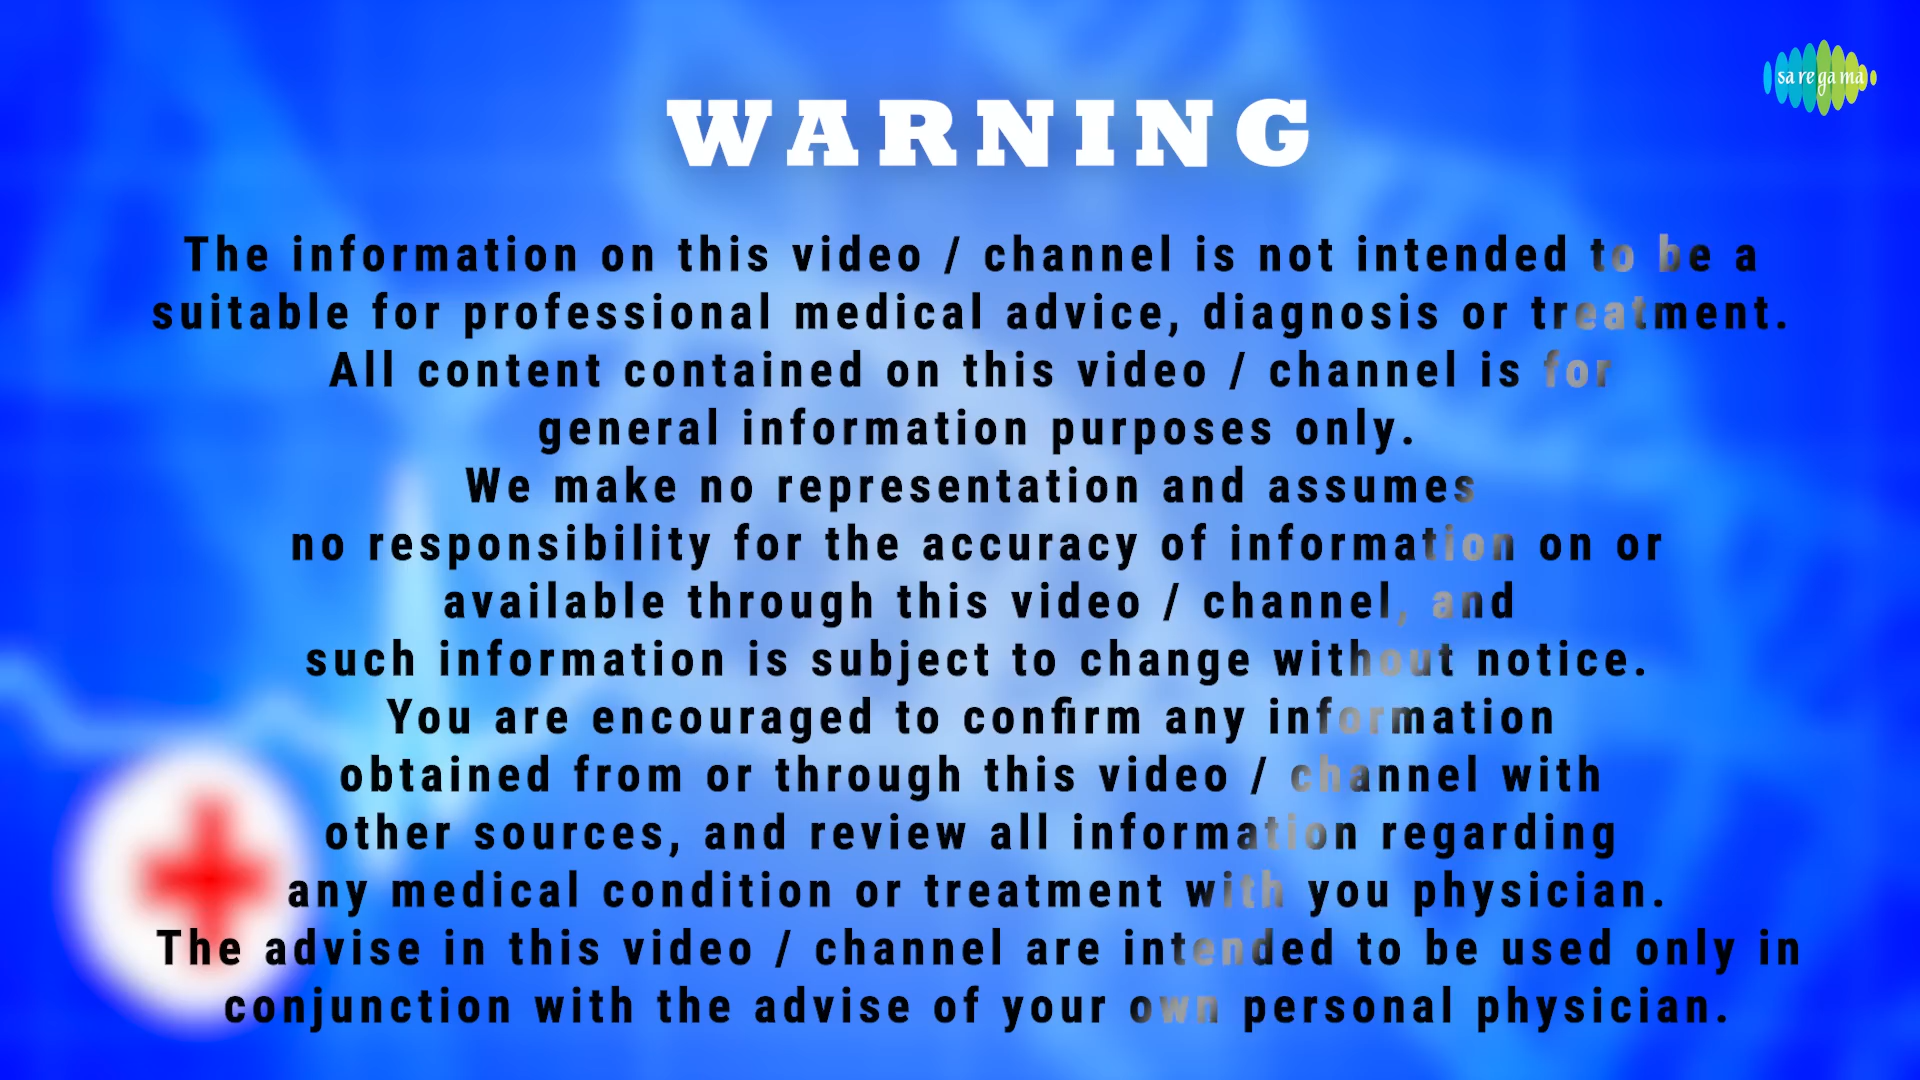 saregama
WARNING
The information on this video / channel is not intended to be a
suitable for professional medical advice, diagnosis or treatment.
All content contained on this video / channel is for
general information purposes only.
We make no representation and assumes
no responsibility for the accuracy of information on or
available through this video / channel, and
such information is subject to change without notice.
You are encouraged to confirm any information
obtained from or through this video / channel with
other sources, and review all information regarding
any medical condition or treatment with you physician.
The advise in this video / channel are intended to be used only in
conjunction with the advise of your own personal physician.